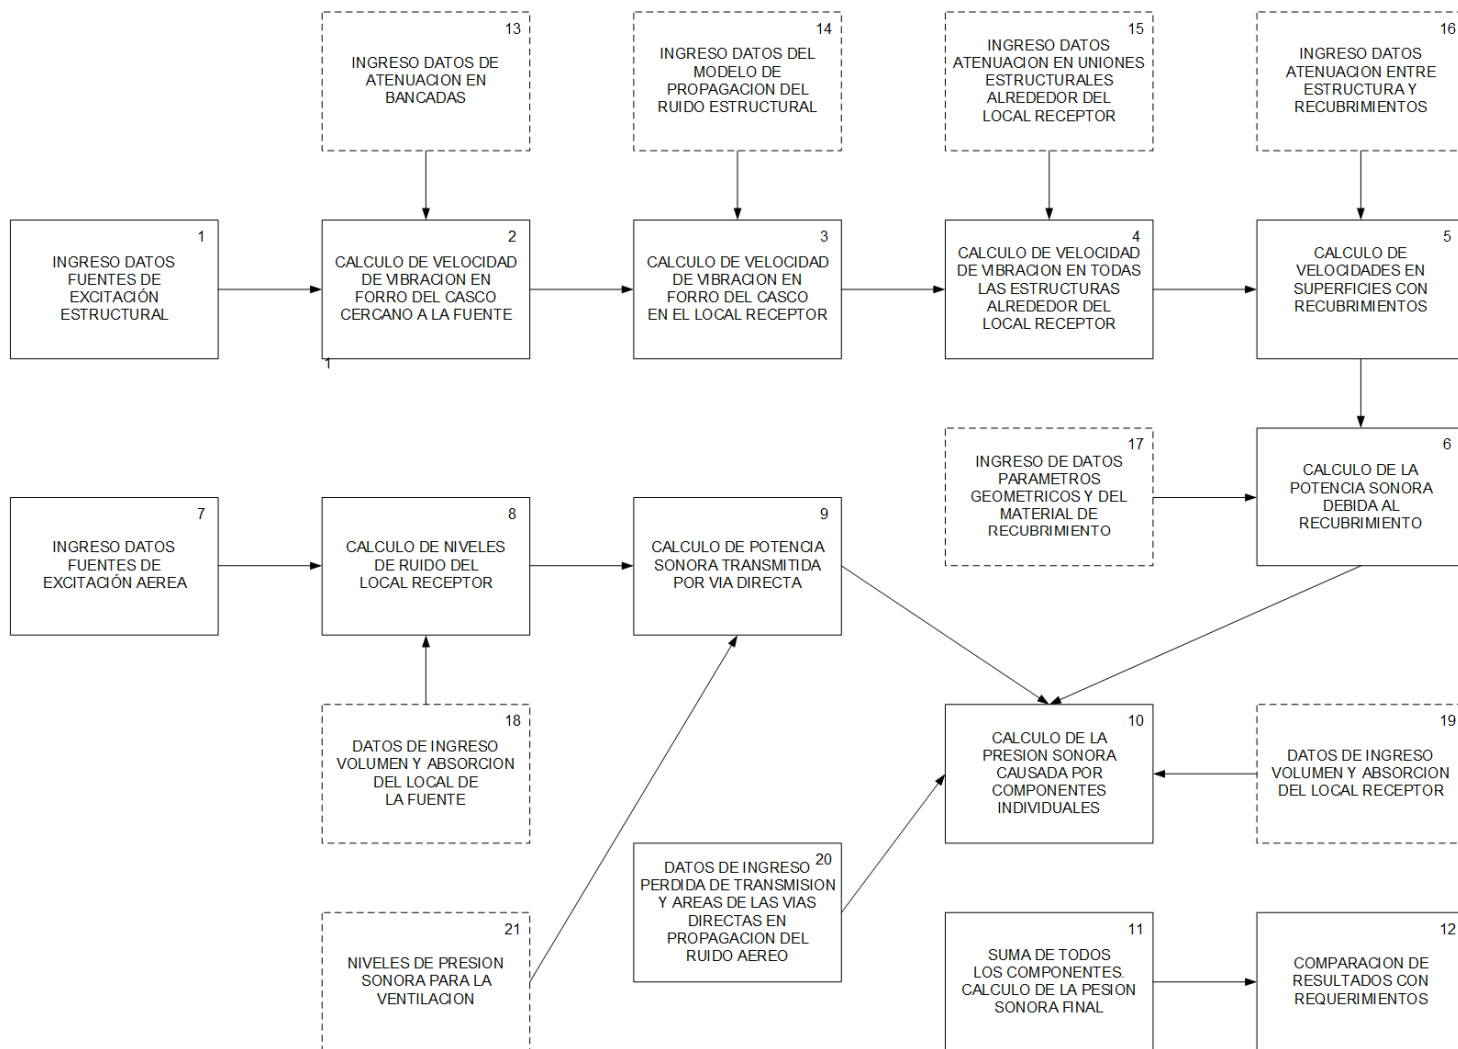 13
INGRESO DATOS DE
ATENUACION EN
BANCADAS
14
INGRESO DATOS DEL
MODELO DE
PROPAGACION DEL
RUIDO ESTRUCTURAL
15
INGRESO DATOS
ATENUACION EN UNIONES
ESTRUCTURALES
ALREDEDOR DEL
LOCAL RECEPTOR
16
INGRESO DATOS
ATENUACION ENTRE
ESTRUCTURA Y
RECUBRIMIENTOS
1
INGRESO DATOS
FUENTES DE
EXCITACIÓN
ESTRUCTURAL
2
CALCULO DE VELOCIDAD
DE VIBRACION EN
FORRO DEL CASCO
CERCANO A LA FUENTE
1
3
CALCULO DE VELOCIDAD
DE VIBRACION EN
FORRO DEL CASCO
EN EL LOCAL RECEPTOR
4
CALCULO DE VELOCIDAD
DE VIBRACION EN TODAS
LAS ESTRUCTURAS
ALREDEDOR DEL
LOCAL RECEPTOR
5
CALCULO DE
VELOCIDADES EN
SUPERFICIES CON
RECUBRIMIENTOS
17
INGRESO DE DATOS
PARAMETROS
GEOMETRICOS Y DEL
MATERIAL DE
RECUBRIMIENTO
6
CALCULO DE LA
POTENCIA SONORA
DEBIDA AL
RECUBRIMIENTO
7
INGRESO DATOS
FUENTES DE
EXCITACIÓN AEREA
8
CALCULO DE NIVELES
DE RUIDO DEL
LOCAL RECEPTOR
9
CALCULO DE POTENCIA
SONORA TRANSMITIDA
POR VIA DIRECTA
18
DATOS DE INGRESO
VOLUMEN Y ABSORCION
DEL LOCAL DE
LA FUENTE
10
CALCULO DE LA
PRESION SONORA
CAUSADA POR
COMPONENTES
INDIVIDUALES
19
DATOS DE INGRESO
VOLUMEN Y ABSORCION
DEL LOCAL RECEPTOR
20
DATOS DE INGRESO
PERDIDA DE TRANSMISION
Y AREAS DE LAS VIAS
DIRECTAS EN
PROPAGACION DEL
RUIDO AEREO
21
NIVELES DE PRESION
SONORA PARA LA
VENTILACION
11
SUMA DE TODOS
LOS COMPONENTES.
CALCULO DE LA PESION
SONORA FINAL
12
COMPARACION DE
RESULTADOS CON
REQUERIMIENTOS